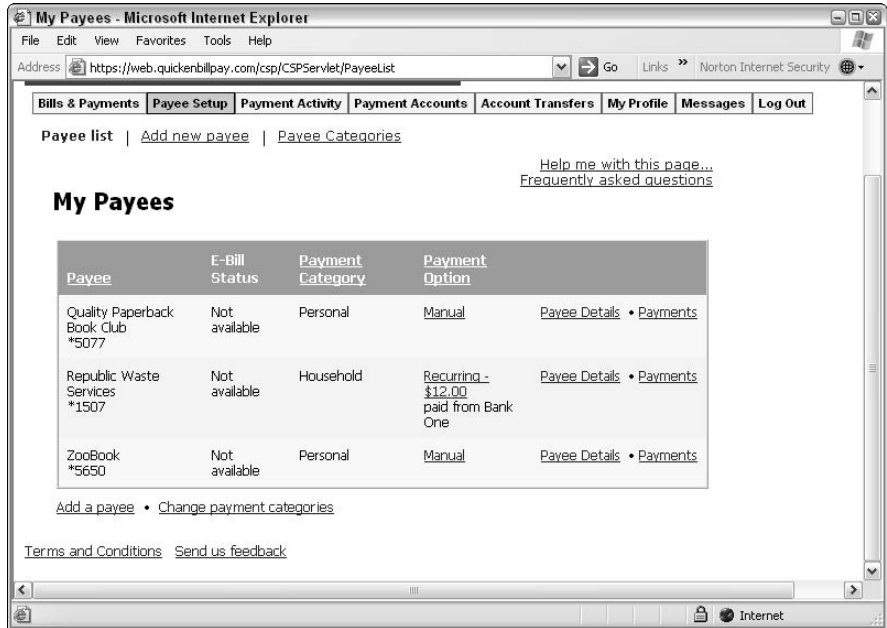 My Payees - Microsoft Internet Explorer
File Edit View Favorites Tools Help
Address https://web.quickenbillpay.com/csp/CSPServlet/PayeeList Go Links » Norton Internet Security
Bills & Payments Payee Setup Payment Activity Payment Accounts Account Transfers My Profile Messages Log Out
Payee list | Add new payee | Payee Categories
Help me with this page...
Frequently asked questions
My Payees
Payee E-Bill Status Payment Category Payment Option
Quality Paperback Book Club *5077 Not available Personal Manual Payee Details • Payments
Republic Waste Services *1507 Not available Household Recurring - $12.00 paid from Bank One Payee Details • Payments
ZooBook *5650 Not available Personal Manual Payee Details • Payments
Add a payee • Change payment categories
Terms and Conditions Send us feedback
Internet